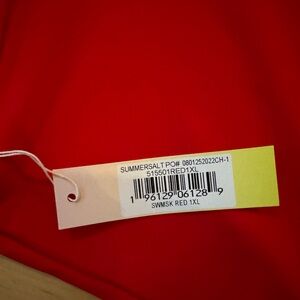 SUMMERSALT PO# 0801252022CH-1
515501RED1XL
1 96129 06128 9
SWMSK RED 1XL